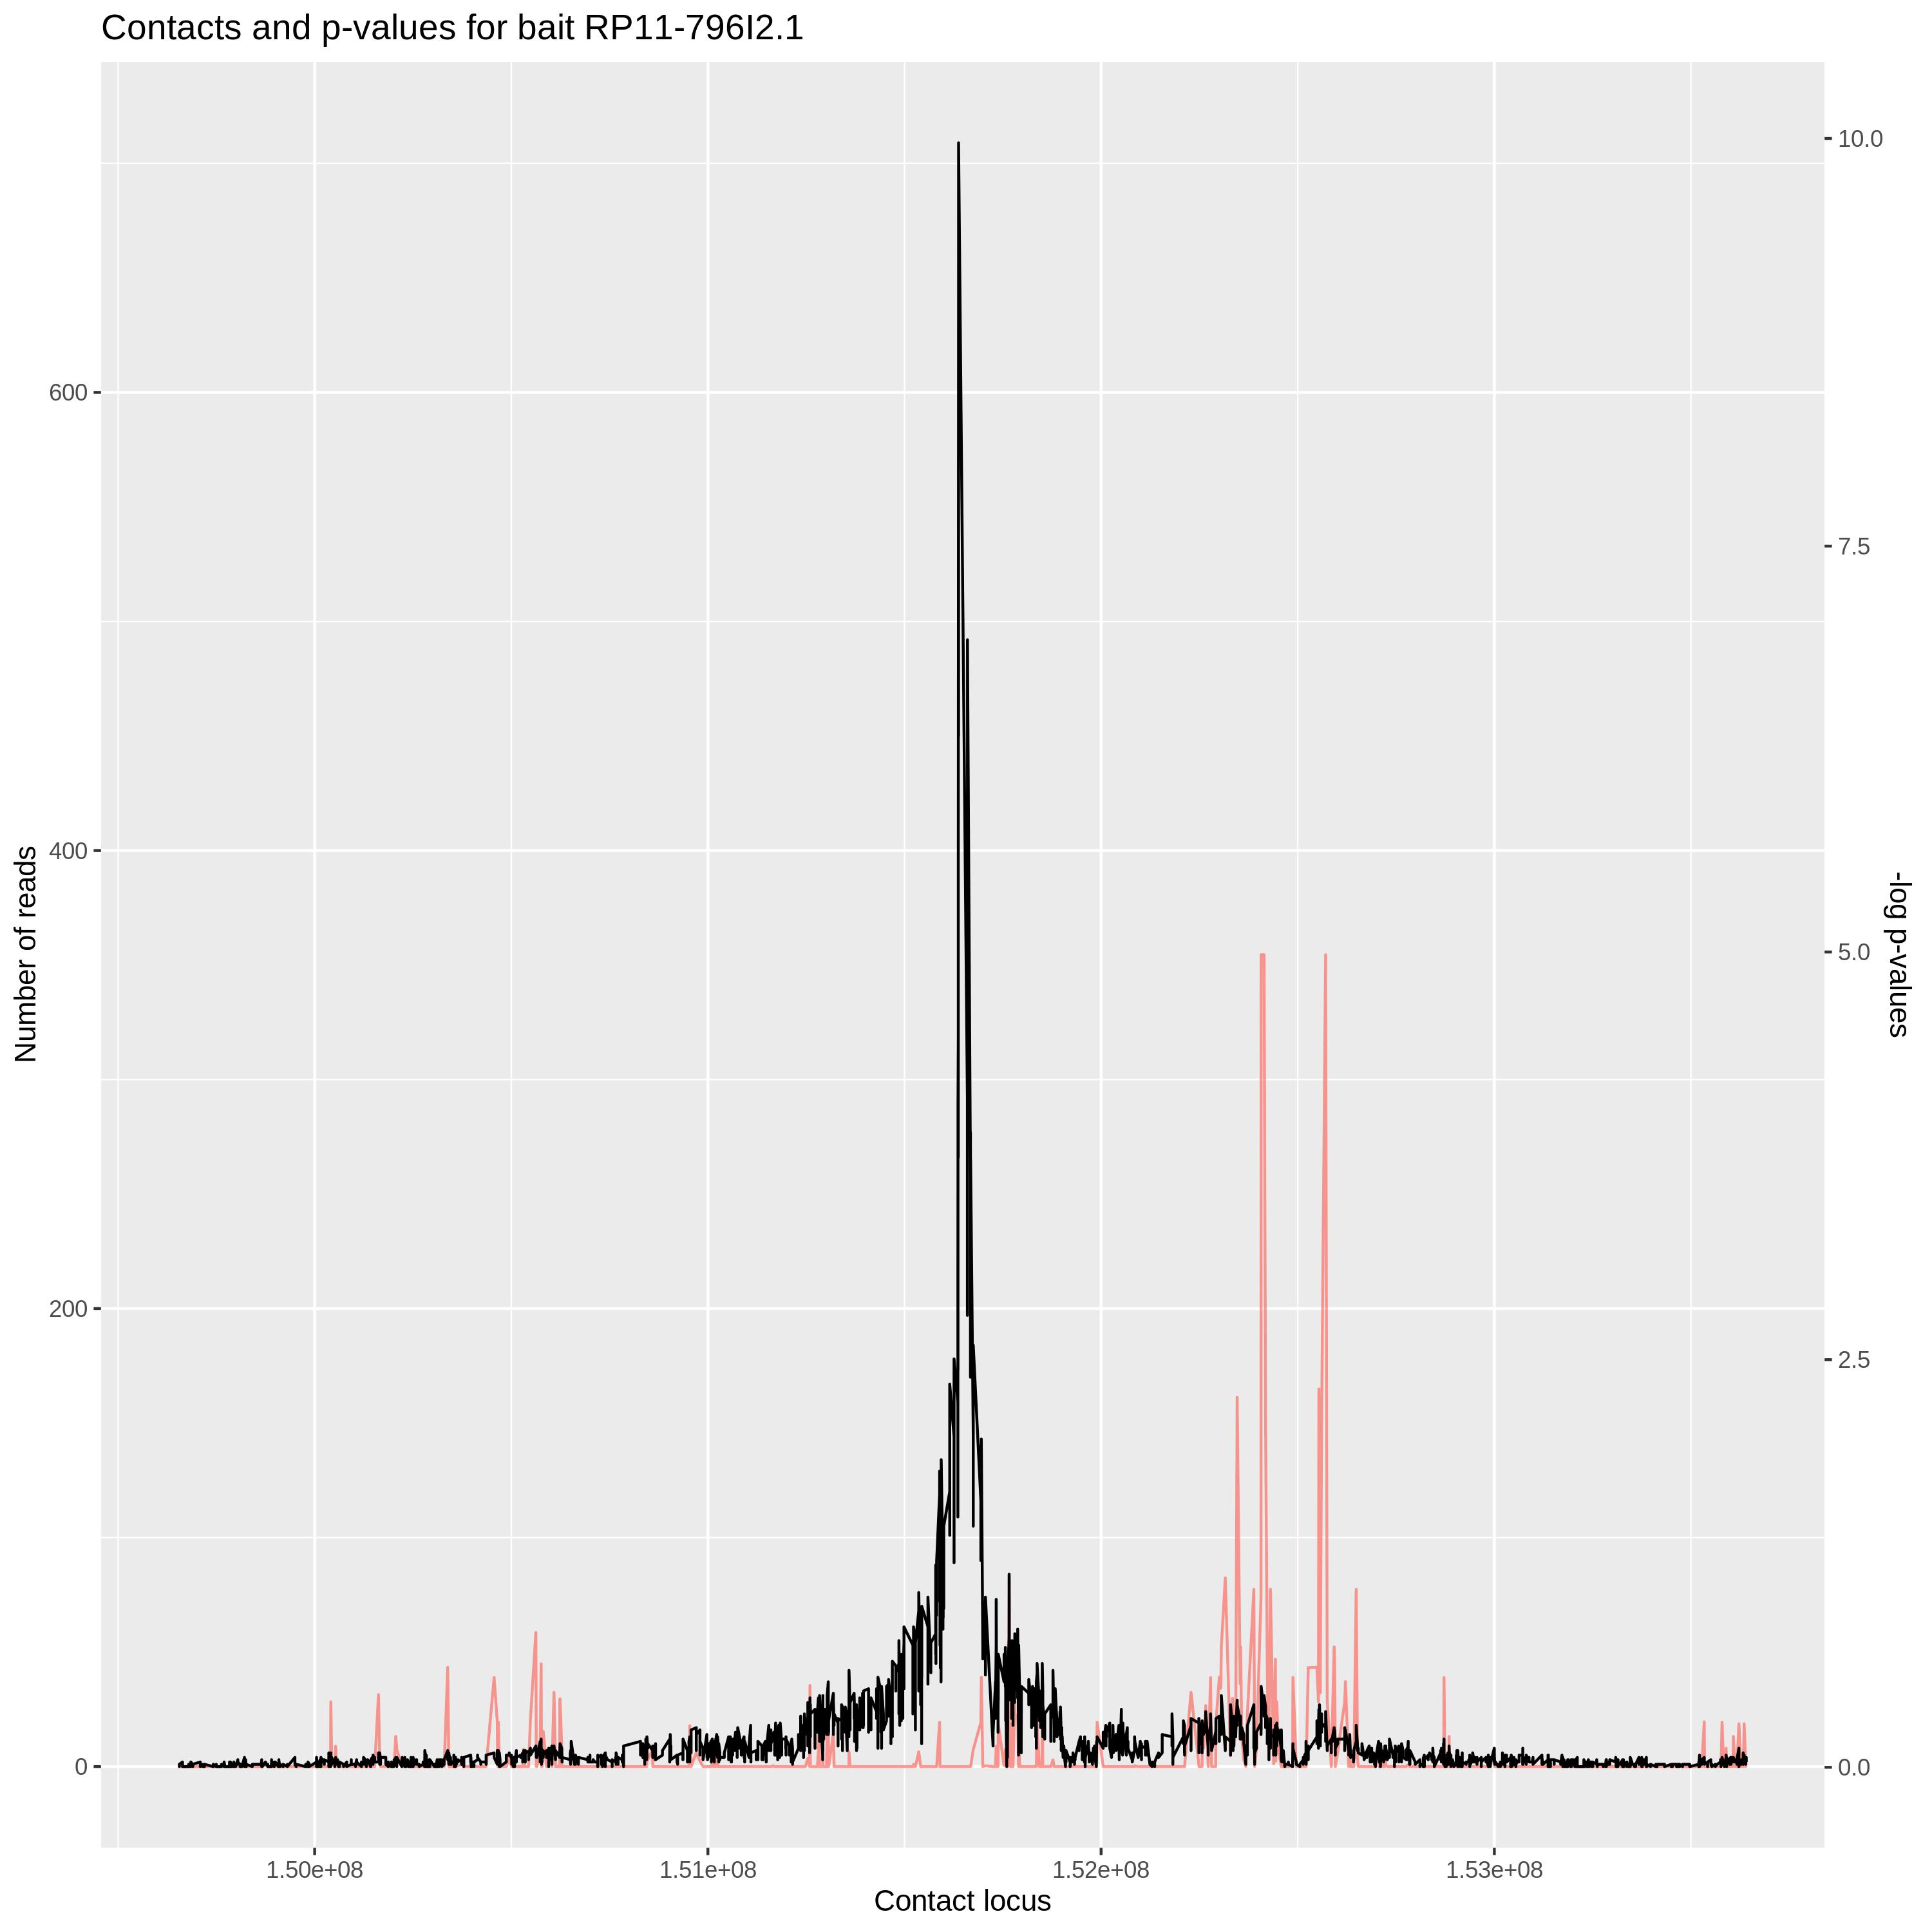 Contacts and p-values for bait RP11-796I2.1
10.0
600
7.5
400
5.0
Number of reads
-log p-values
200
2.5
0
0.0
1.50e+08
1.51e+08
1.52e+08
1.53e+08
Contact locus